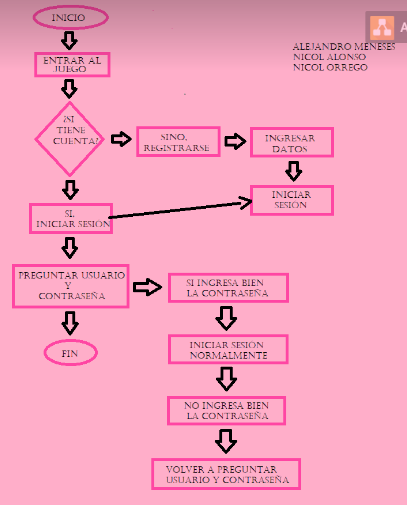 INICIO
ALEJANDRO MENESES
NICOL ALONSO
NICOL ORREGO
ENTRAR AL
JUEGO
¿SI
TIENE
CUENTA?
SINO,
REGISTRARSE
INGRESAR
DATOS
INICIAR
SESIÓN
SI,
INICIAR SESION
PREGUNTAR USUARIO
Y
CONTRASEÑA
SI INGRESA BIEN
LA CONTRASEÑA
FIN
INICIAR SESION
NORMALMENTE
NO INGRESA BIEN
LA CONTRASEÑA
VOLVER A PREGUNTAR
USUARIO Y CONTRASEÑA